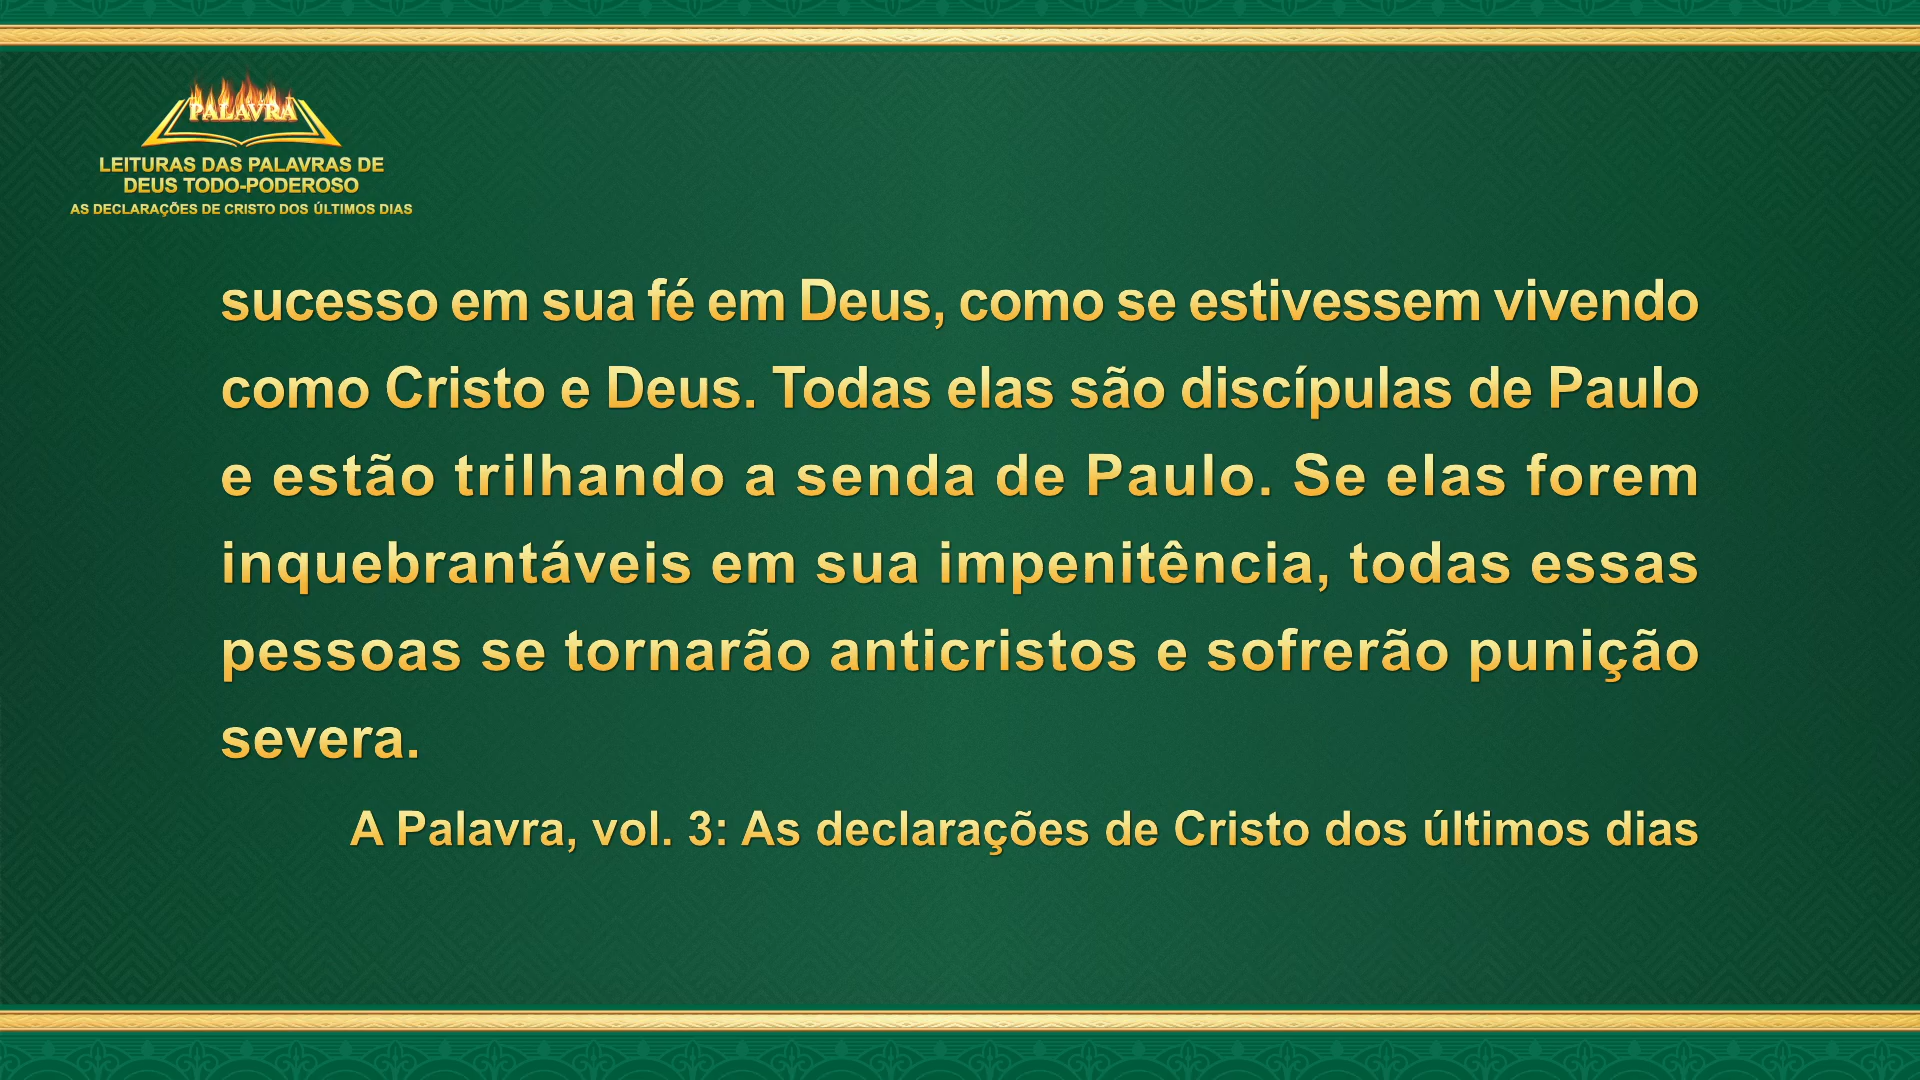 PALAVRA
LEITURAS DAS PALAVRAS DE
DEUS TODO-PODEROSO
AS DECLARAÇÕES DE CRISTO DOS ÚLTIMOS DIAS
sucesso em sua fé em Deus, como se estivessem vivendo
como Cristo e Deus. Todas elas são discípulas de Paulo
e estão trilhando a senda de Paulo. Se elas forem
inquebrantáveis em sua impenitência, todas essas
pessoas se tornarão anticristos e sofrerão punição
severa.
A Palavra, vol. 3: As declarações de Cristo dos últimos dias